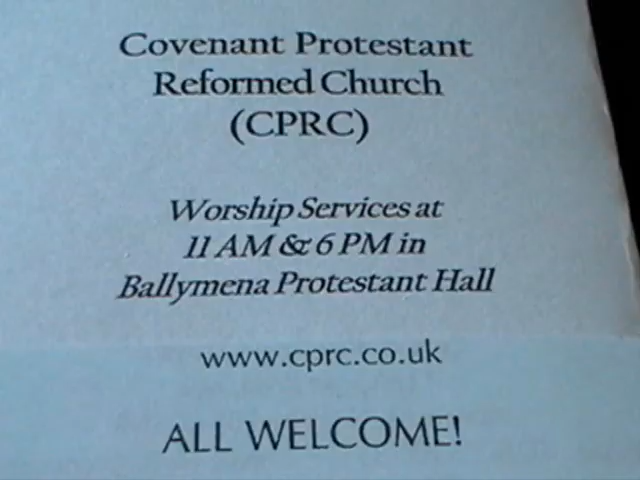 Covenant Protestant
Reformed Church
(CPRC)
Worship Services at
11 AM & 6 PM in
Ballymena Protestant Hall
www.cprc.co.uk
ALL WELCOME!